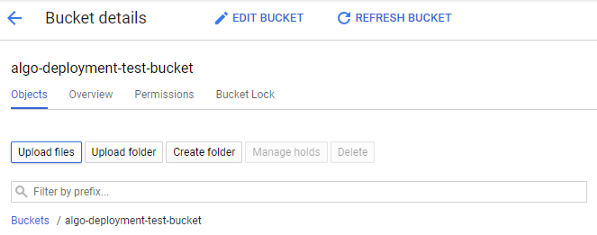 Bucket details EDIT BUCKET REFRESH BUCKET
algo-deployment-test-bucket
Objects Overview Permissions Bucket Lock
Upload files Upload folder Create folder Manage holds Delete
Filter by prefix...
Buckets / algo-deployment-test-bucket